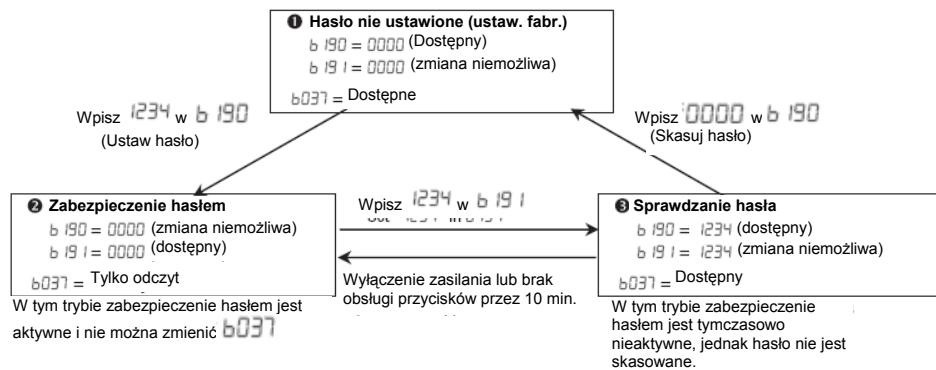 ❶ Hasło nie ustawione (ustaw. fabr.)
b 190 = 0000 (Dostępny)
b 191 = 0000 (zmiana niemożliwa)
b037 = Dostępne
Wpisz 1234 w b 190
(Ustaw hasło)
Wpisz 0000 w b 190
(Skasuj hasło)
❷ Zabezpieczenie hasłem
b 190 = 0000 (zmiana niemożliwa)
b 191 = 0000 (dostępny)
b037 = Tylko odczyt
W tym trybie zabezpieczenie hasłem jest
aktywne i nie można zmienić b037
Wpisz 1234 w b 191
Wyłączenie zasilania lub brak
obsługi przycisków przez 10 min.
❸ Sprawdzanie hasła
b 190 = 1234 (dostępny)
b 191 = 1234 (zmiana niemożliwa)
b037 = Dostępny
W tym trybie zabezpieczenie
hasłem jest tymczasowo
nieaktywne, jednak hasło nie jest
skasowane.